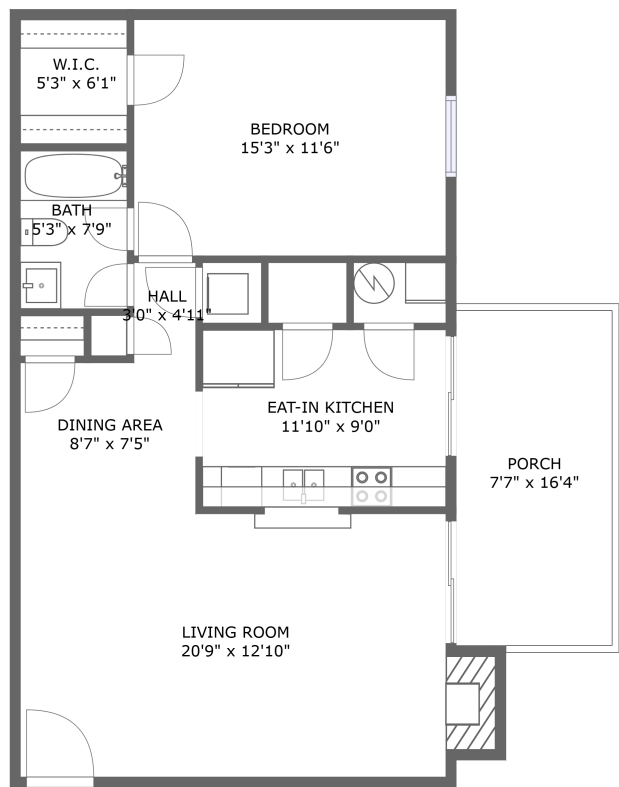 W.I.C.
5'3" x 6'1"
BEDROOM
15'3" x 11'6"
BATH
5'3" x 7'9"
HALL
3'0" x 4'11"
DINING AREA
8'7" x 7'5"
EAT-IN KITCHEN
11'10" x 9'0"
PORCH
7'7" x 16'4"
LIVING ROOM
20'9" x 12'10"